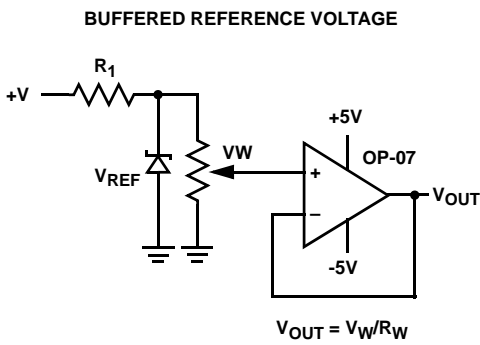 BUFFERED REFERENCE VOLTAGE
R1
+V
+5V
VW
OP-07
VREF
+
VOUT
–
-5V
VOUT = VW/RW